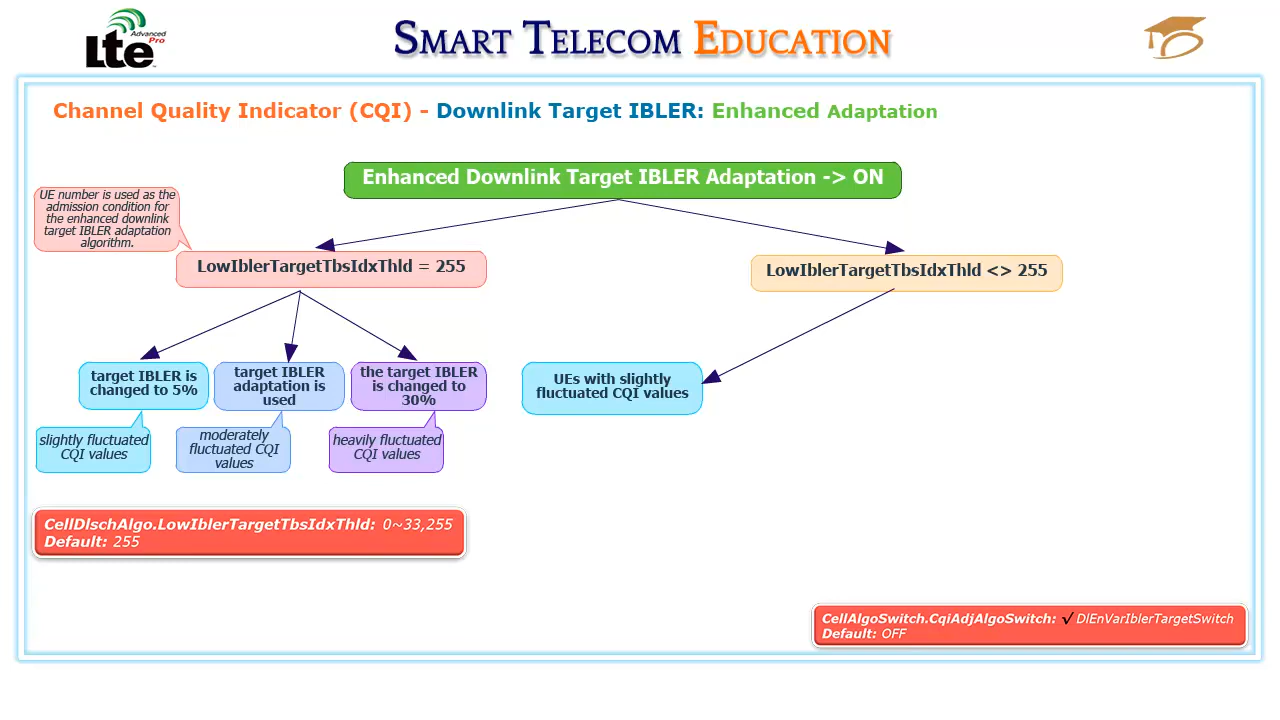 Advanced
Pro
LTE
SMART TELECOM EDUCATION
Channel Quality Indicator (CQI) - Downlink Target IBLER: Enhanced Adaptation
Enhanced Downlink Target IBLER Adaptation -> ON
UE number is used as the
admission condition for
the enhanced downlink
target IBLER adaptation
algorithm.
LowIblerTargetTbsIdxThld = 255
LowIblerTargetTbsIdxThld <> 255
target IBLER is
changed to 5%
target IBLER
adaptation is
used
the target IBLER
is changed to
30%
UEs with slightly
fluctuated CQI values
slightly fluctuated
CQI values
moderately
fluctuated CQI
values
heavily fluctuated
CQI values
CellDlschAlgo.LowIblerTargetTbsIdxThld: 0~33,255
Default: 255
CellAlgoSwitch.CqiAdjAlgoSwitch: ✓DlEnVarIblerTargetSwitch
Default: OFF